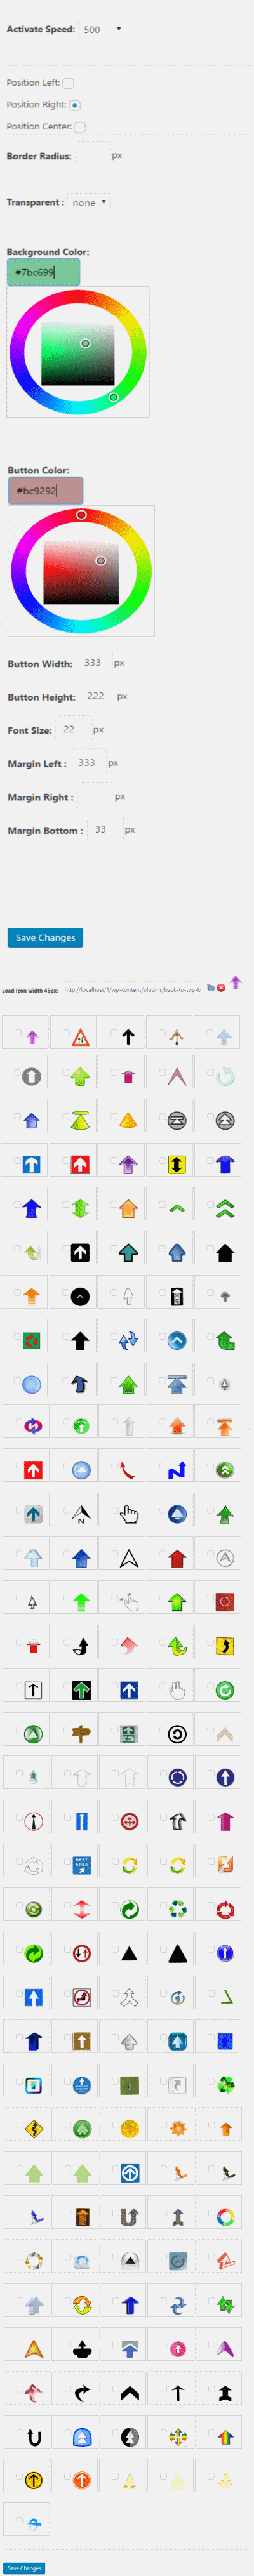 Activate Speed: 500
Position Left:
Position Right:
Position Center:
Border Radius: px
Transparent : none
Background Color:
#7bc699
Button Color:
#bc9292
Button Width: 333 px
Button Height: 222 px
Font Size: 22 px
Margin Left : 333 px
Margin Right : px
Margin Bottom : 33 px
Save Changes
Load Icon width 45px: http://localhost/1/wp-content/plugins/back-to-top-b
N
REST
AREA
Save Changes